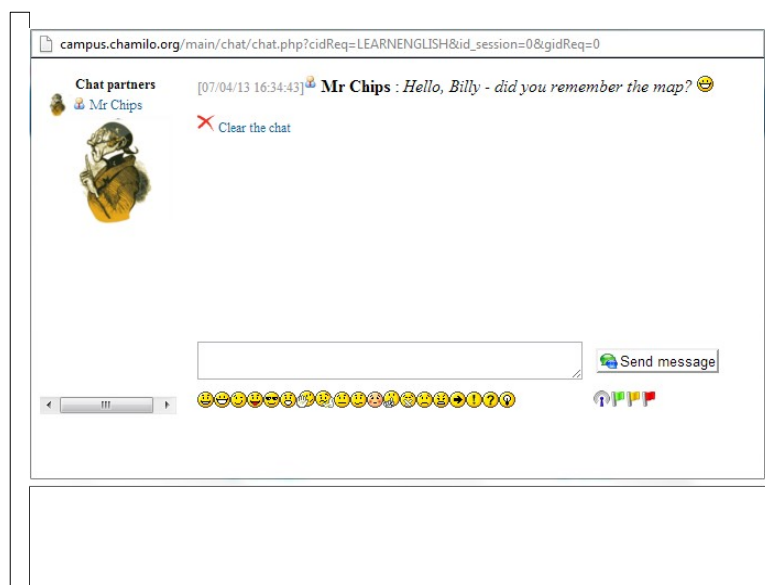 campus.chamilo.org/main/chat/chat.php?cidReq=LEARNENGLISH&id_session=0&gidReq=0
Chat partners
Mr Chips
[07/04/13 16:34:43] Mr Chips : Hello, Billy - did you remember the map?
Clear the chat
Send message